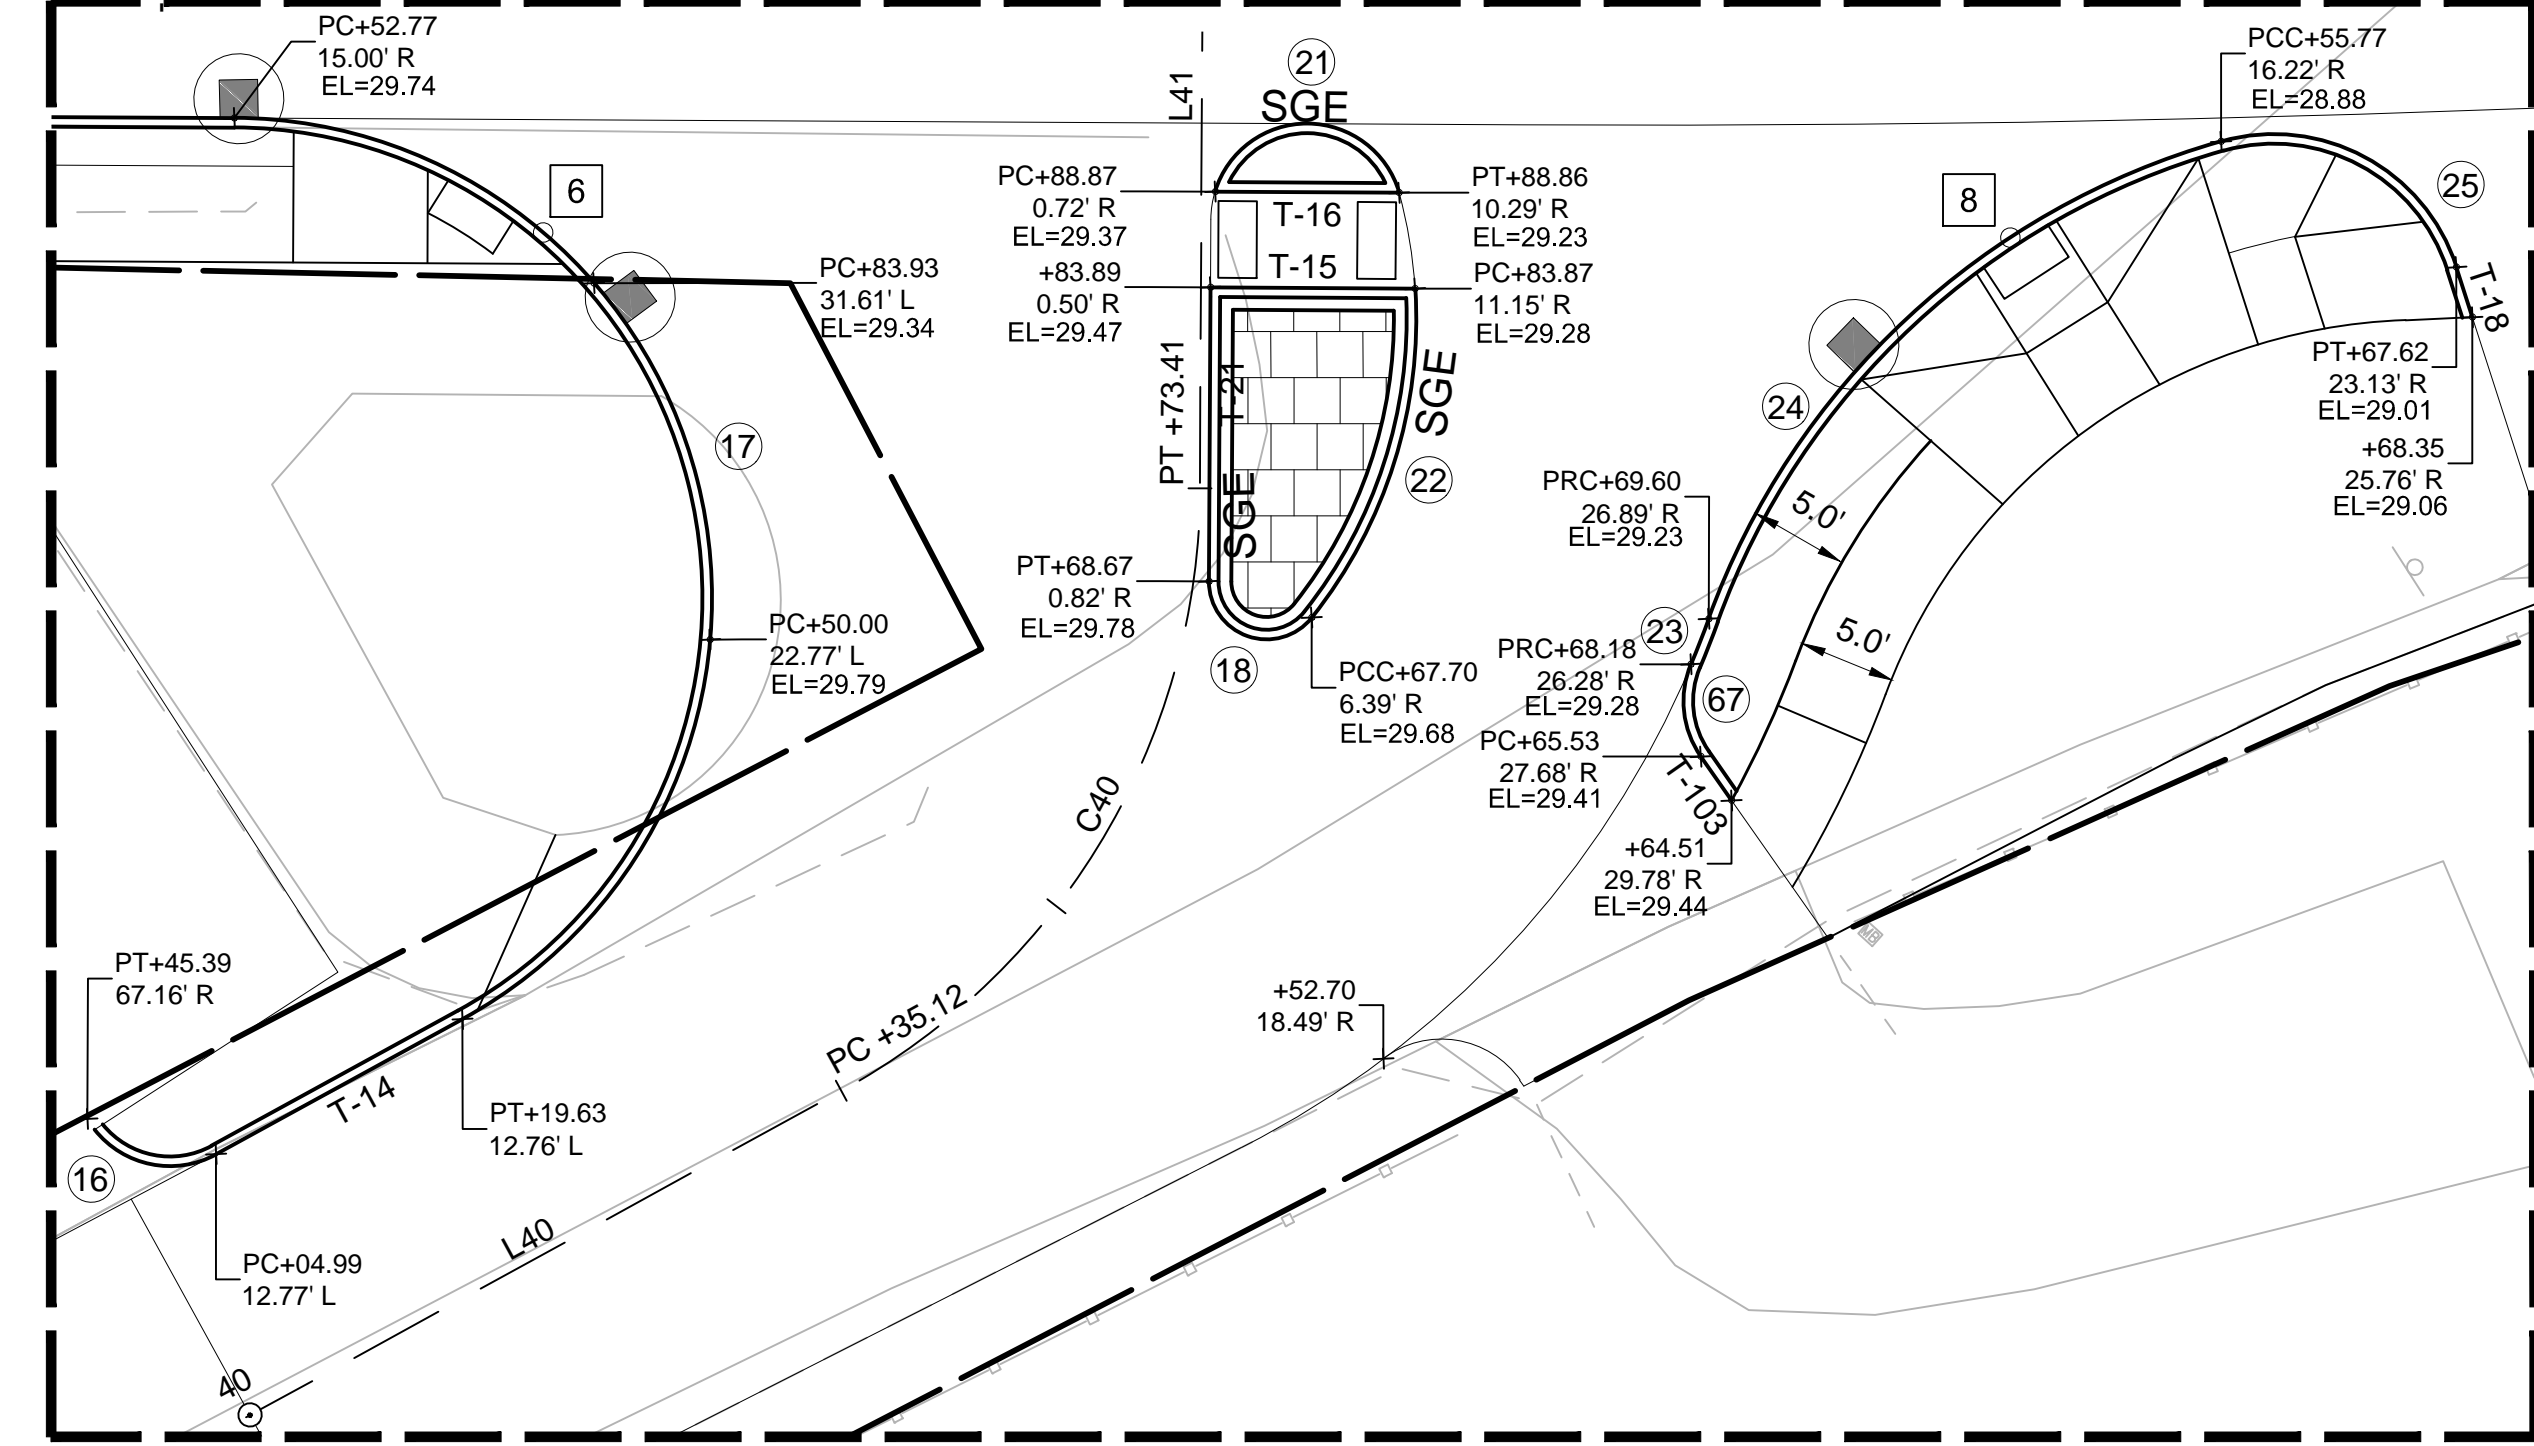 PC+52.77
15.00' R
EL=29.74
6
PC+83.93
31.61' L
EL=29.34
17
PC+50.00
22.77' L
EL=29.79
PT+45.39
67.16' R
16
T-14
PT+19.63
12.76' L
PC+04.99
12.77' L
40
L40
PC +35.12
C40
L41
21
SGE
PC+88.87
0.72' R
EL=29.37
PT+88.86
10.29' R
EL=29.23
T-16
T-15
+83.89
0.50' R
EL=29.47
PC+83.87
11.15' R
EL=29.28
PT +73.41
T-21
SGE
SGE
22
PT+68.67
0.82' R
EL=29.78
18
PCC+67.70
6.39' R
EL=29.68
PCC+55.77
16.22' R
EL=28.88
8
25
T-18
PT+67.62
23.13' R
EL=29.01
+68.35
25.76' R
EL=29.06
24
5.0'
5.0'
PRC+69.60
26.89' R
EL=29.23
23
PRC+68.18
26.28' R
EL=29.28
67
PC+65.53
27.68' R
EL=29.41
T-103
+64.51
29.78' R
EL=29.44
MB
+52.70
18.49' R